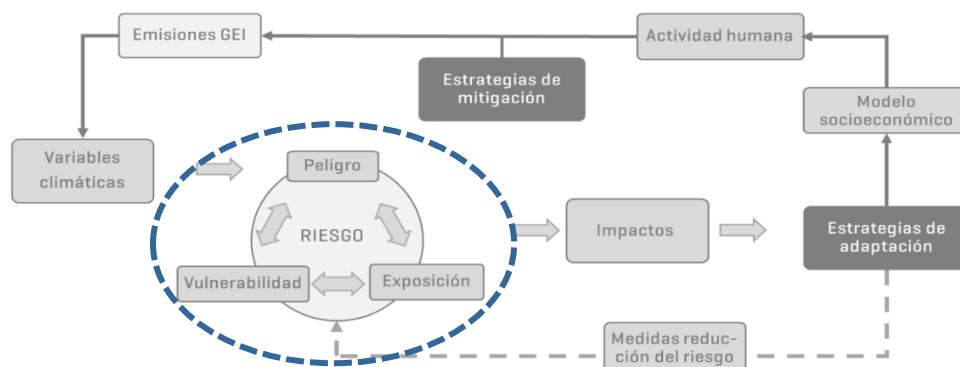 Emisiones GEI
Actividad humana
Estrategias de
mitigación
Modelo
socioeconómico
Variables
climáticas
Peligro
RIESGO
Vulnerabilidad
Exposición
Impactos
Estrategias de
adaptación
Medidas reduc-
ción del riesgo